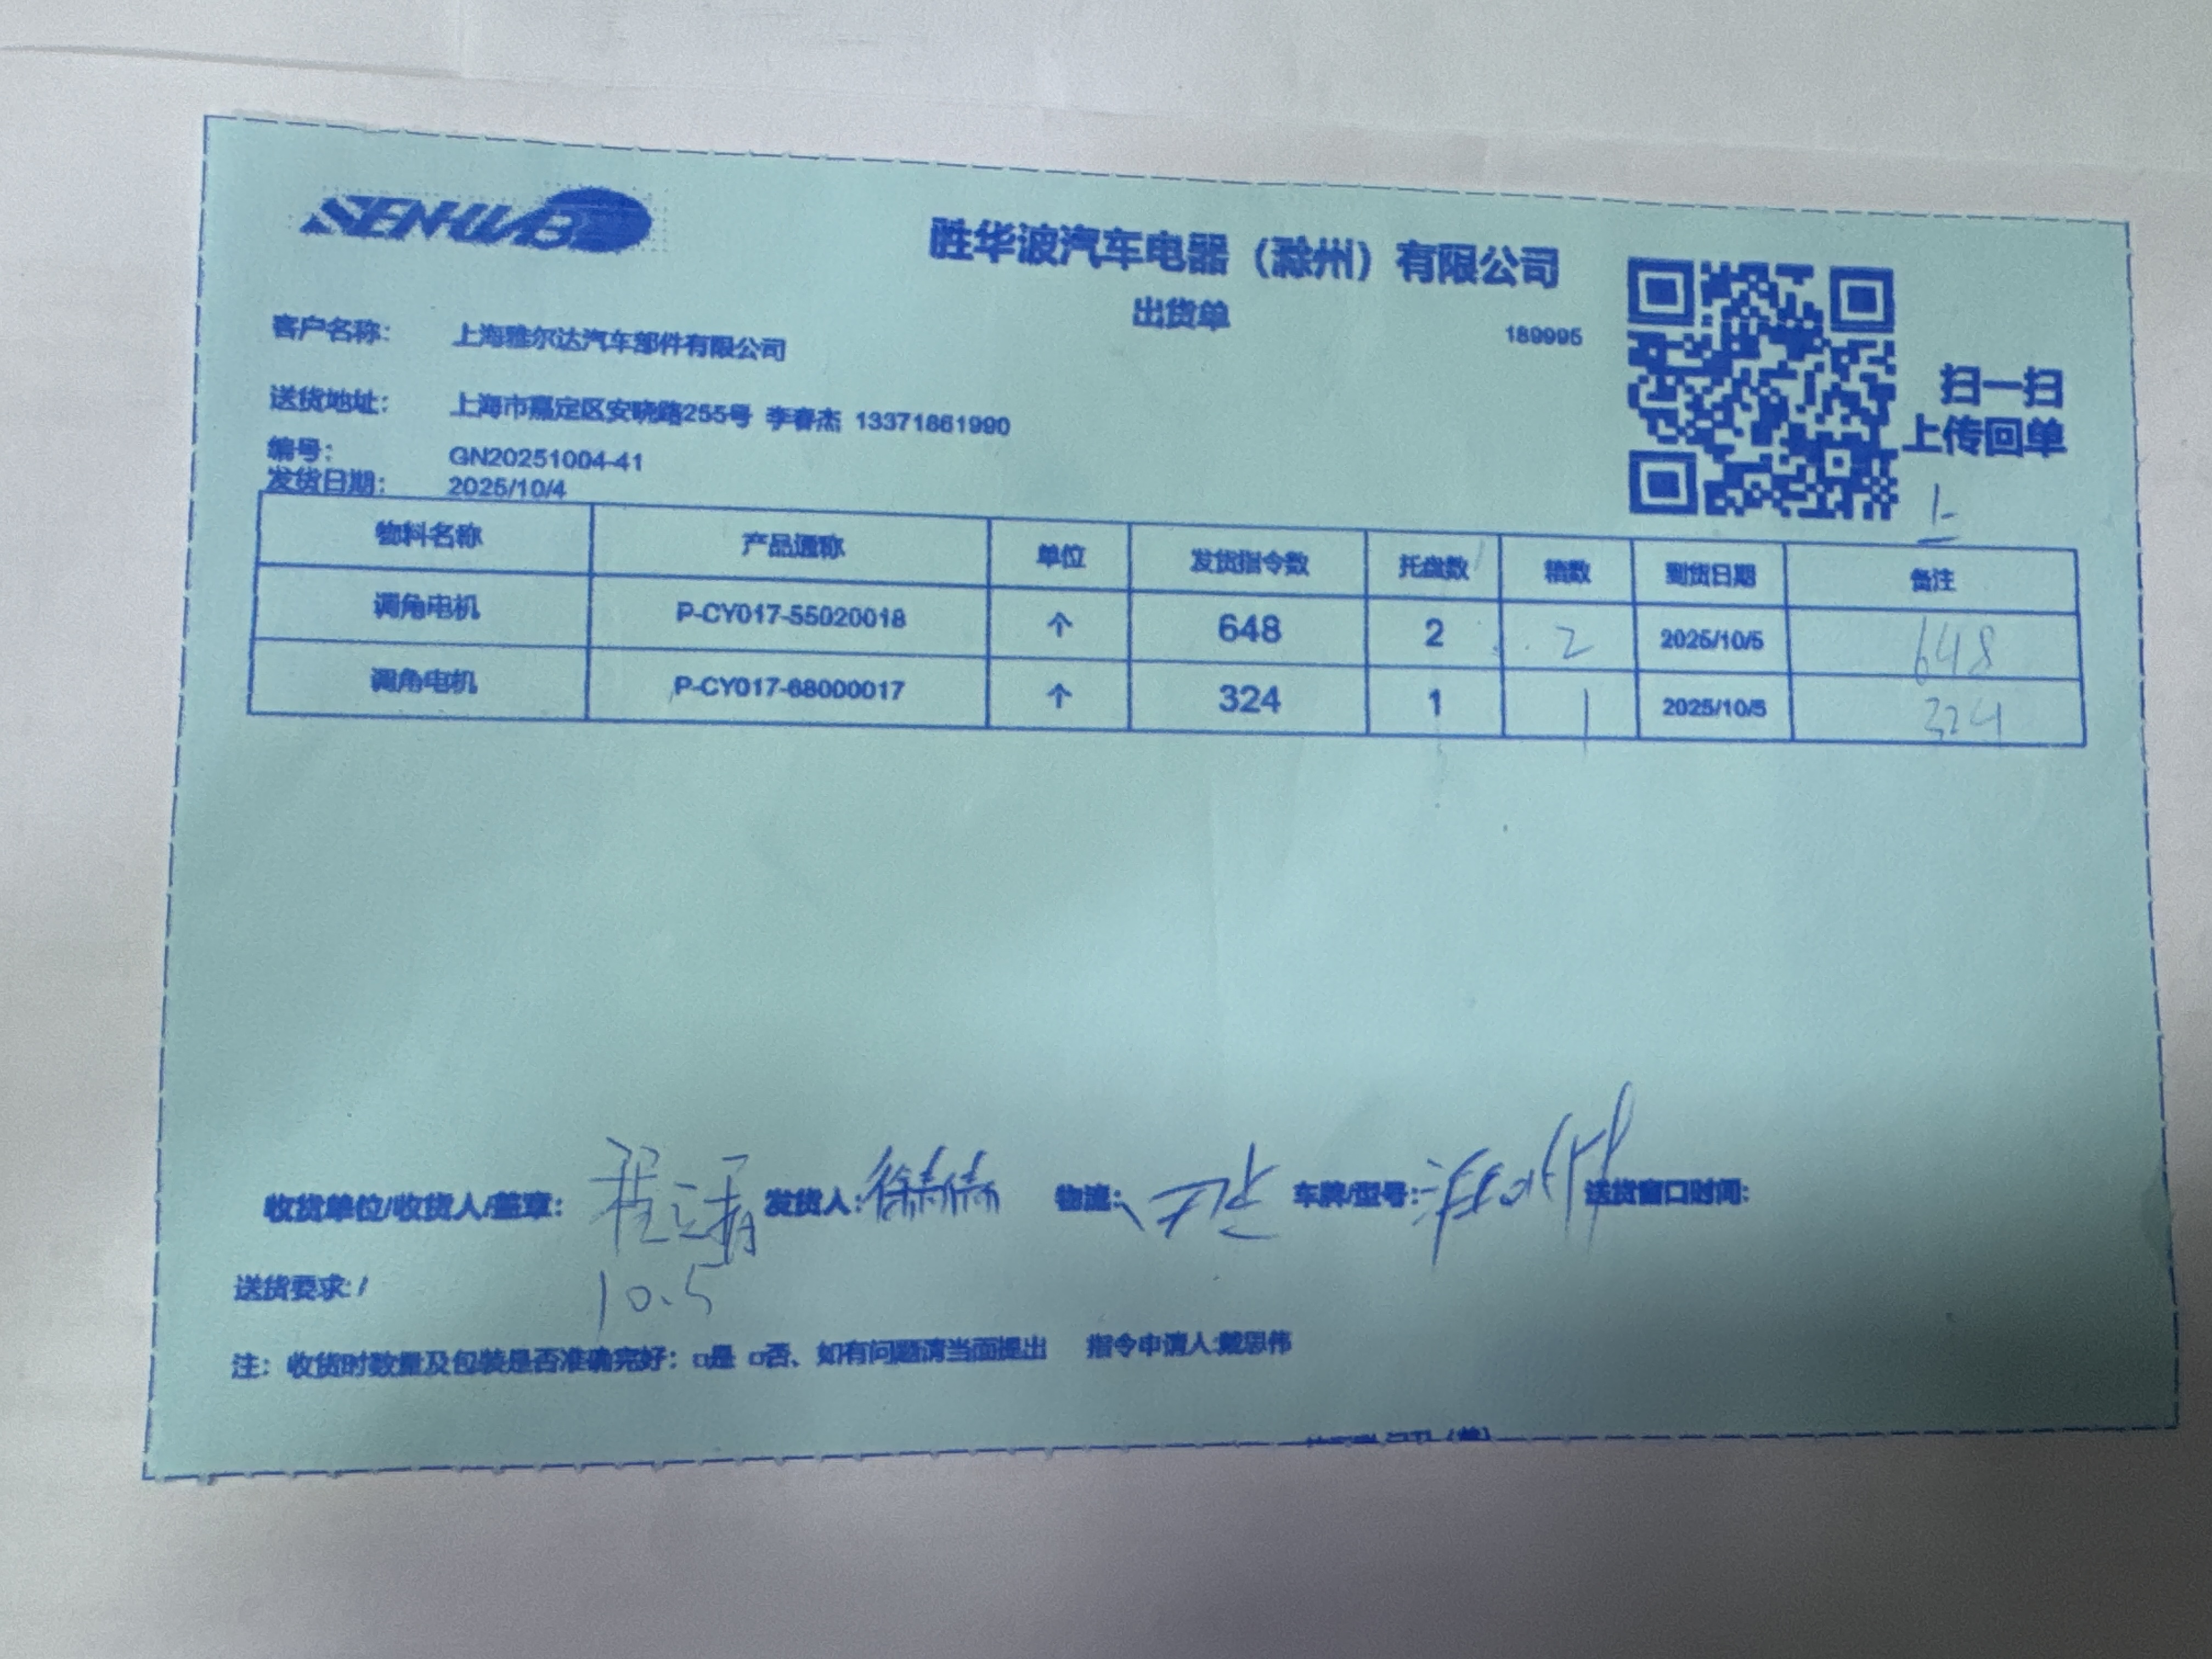 SENHWBO
胜华波汽车电器（滁州）有限公司
出货单
189995
扫一扫
上传回单
客户名称： 上海雅尔达汽车部件有限公司
送货地址： 上海市嘉定区安晓路255号 李春杰 13371861990
编号： GN20251004-41
发货日期： 2025/10/4
物料名称 产品通称 单位 发货指令数 托盘数 箱数 到货日期 备注
调角电机 P-CY017-55020018 个 648 2 2 2025/10/5 648
调角电机 P-CY017-68000017 个 324 1 1 2025/10/5 324
收货单位/收货人/盖章： 发货人: 物流: 车牌/型号: 送货窗口时间:
10.5
送货要求: /
注：收货时数量及包装是否准确完好：□是 □否、如有问题请当面提出 指令申请人:戴思伟